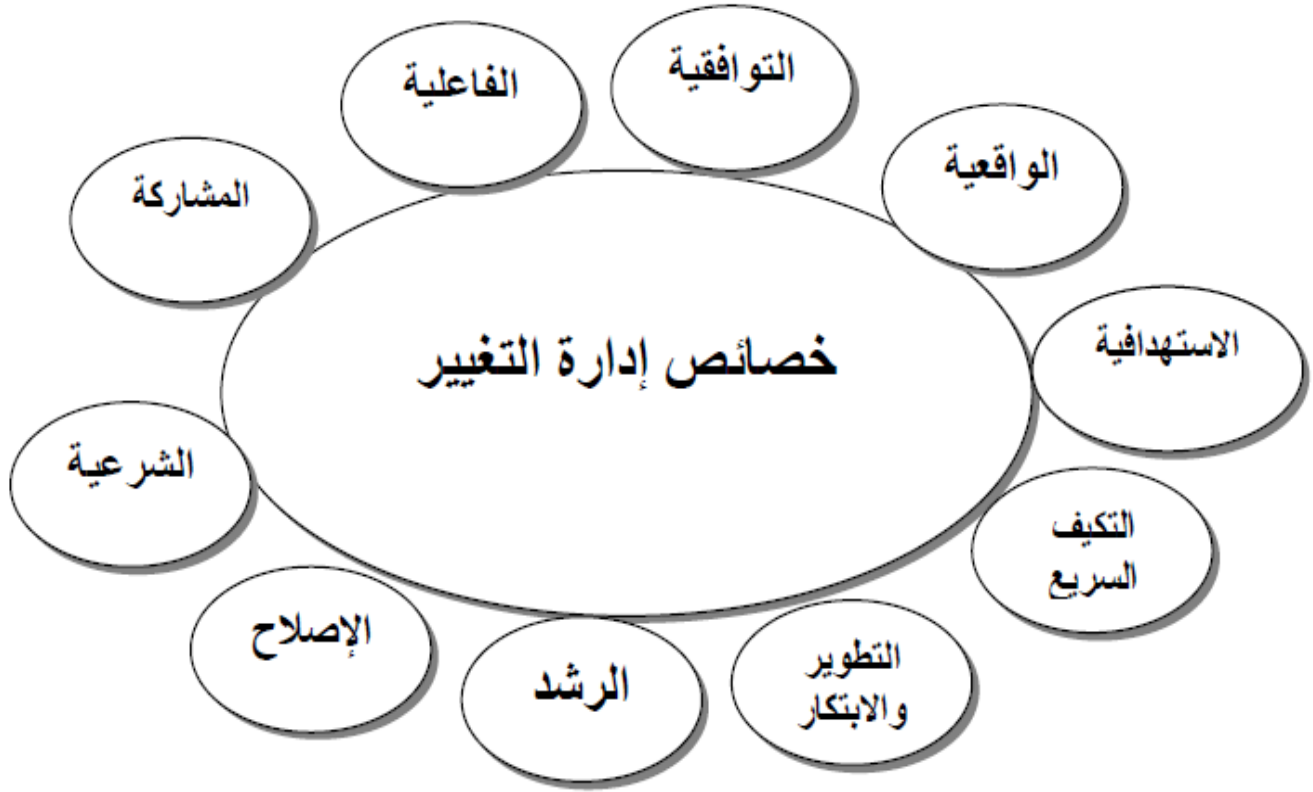 خصائص إدارة التغيير
التوافقية
الفاعلية
الواقعية
المشاركة
الاستهدافية
الشرعية
التكيف
السريع
الإصلاح
الرشد
التطوير
والابتكار